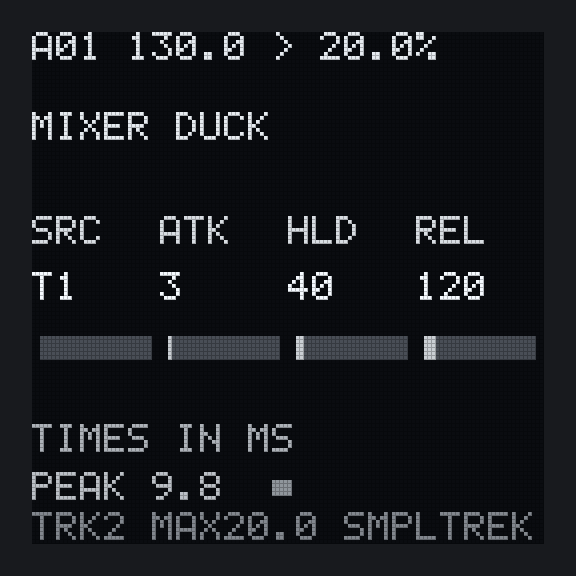 A01 130.0 > 20.0%
MIXER DUCK
SRC ATK HLD REL
T1 3 40 120
TIMES IN MS
PEAK 9.8
TRK2 MAX20.0 SMPLTREK